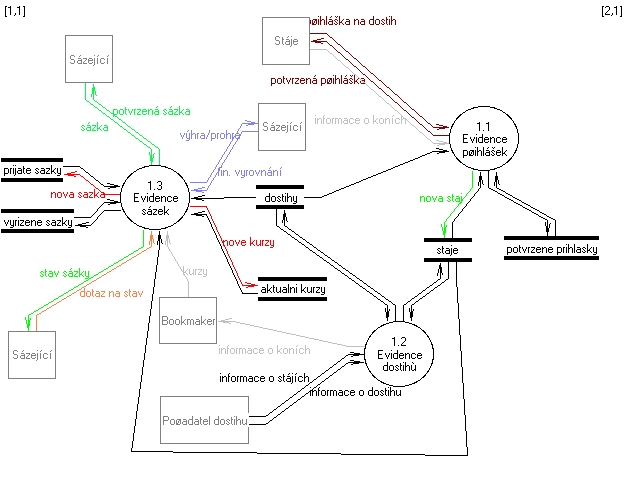 [1,1]
[2,1]
pøihláška na dostih
Stáje
Sázející
potvrzená pøihláška
potvrzená sázka
sázka
Sázející
informace o koních
výhra/prohra
1.1
Evidence
pøihlášek
fin. vyrovnání
prijate sazky
nova sazka
1.3
Evidence
sázek
dostihy
nova staj
vyrizene sazky
nove kurzy
staje
potvrzene prihlasky
stav sázky
kurzy
dotaz na stav
aktualni kurzy
Bookmaker
1.2
Evidence
dostihù
Sázející
informace o koních
informace o stájích
informace o dostihu
Poøadatel dostihu